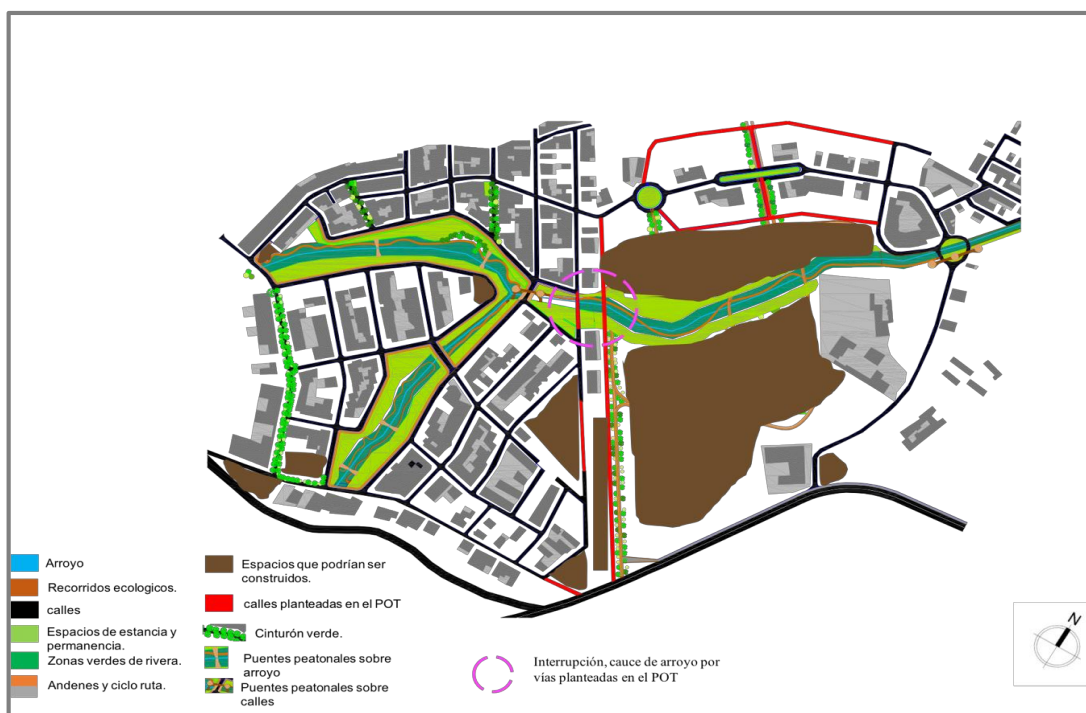 Arroyo
Recorridos ecologicos.
calles
Espacios de estancia y
permanencia.
Zonas verdes de rivera.
Andenes y ciclo ruta.
Espacios que podrían ser
construidos.
calles planteadas en el POT
Cinturón verde.
Puentes peatonales sobre
arroyo
Puentes peatonales sobre
calles
Interrupción, cauce de arroyo por
vías planteadas en el POT
N